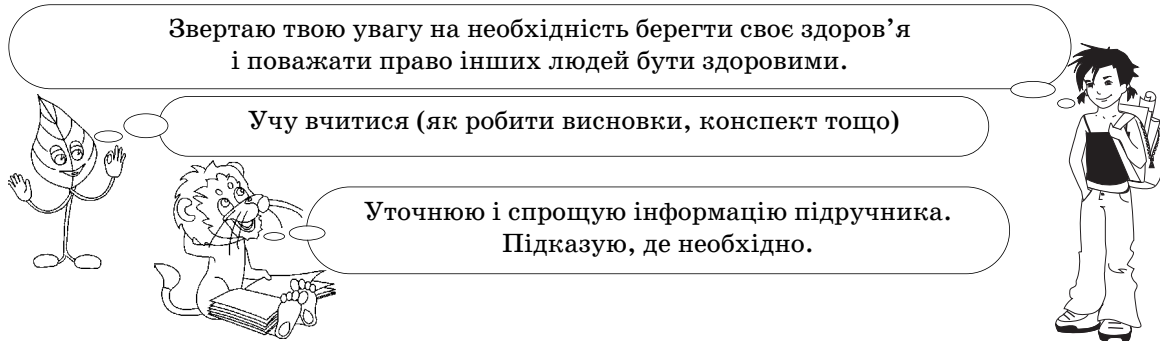 Звертаю твою увагу на необхідність берегти своє здоров’я
і поважати право інших людей бути здоровими.
Учу вчитися (як робити висновки, конспект тощо)
Уточнюю і спрощую інформацію підручника.
Підказую, де необхідно.